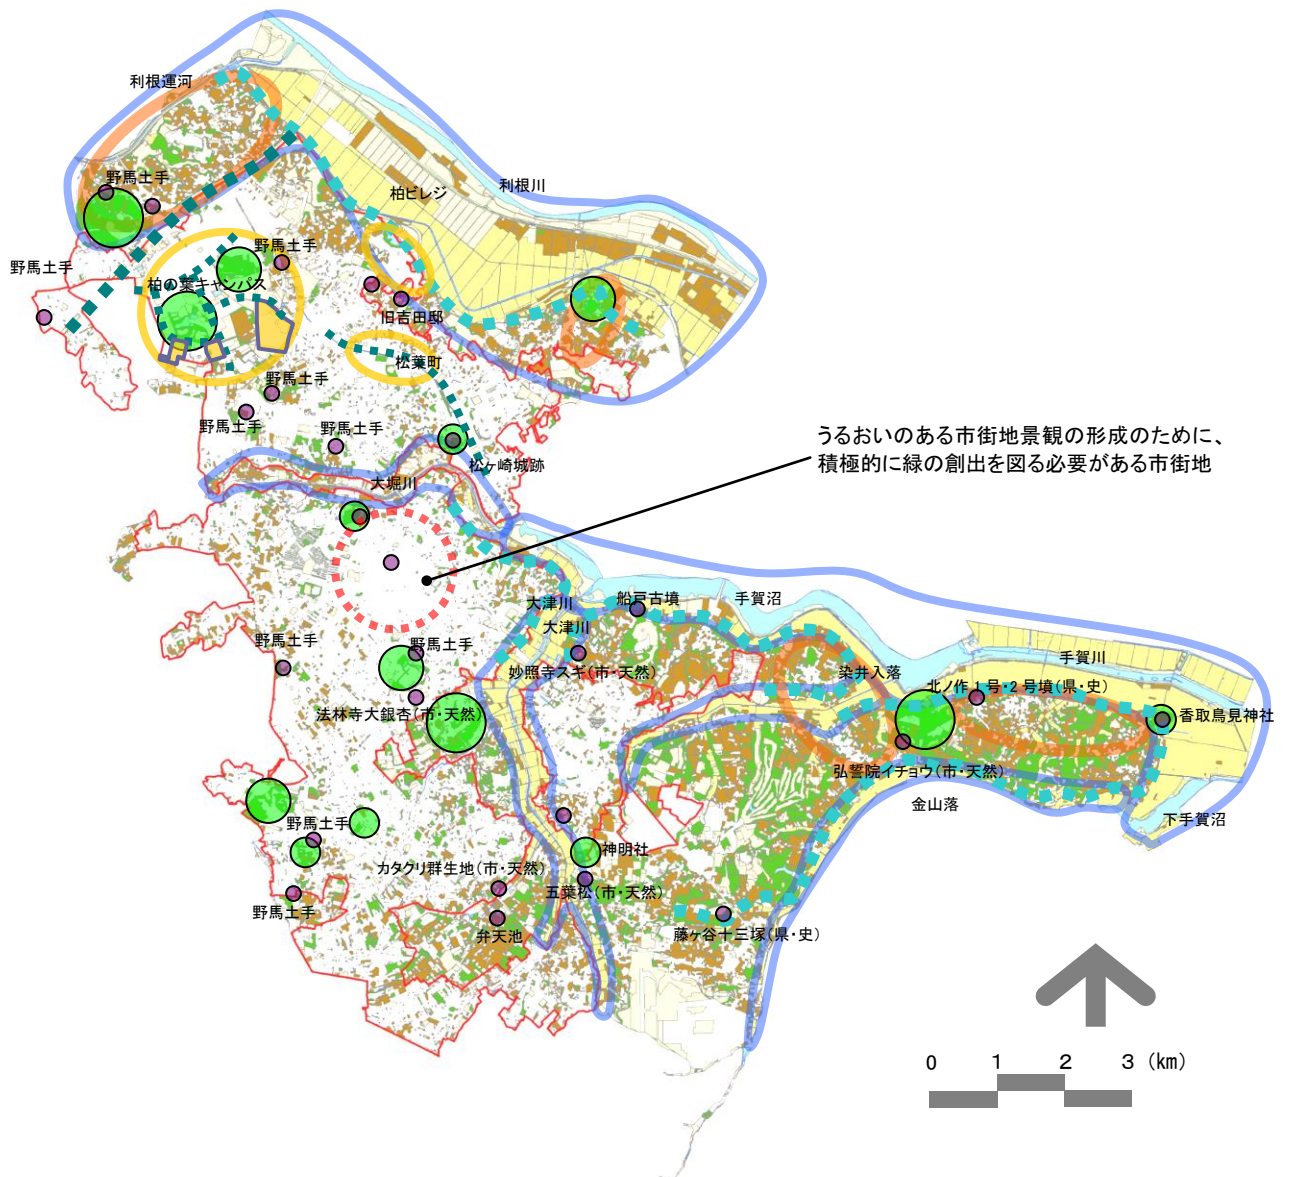 利根運河
野馬土手
柏ビレジ
利根川
野馬土手
野馬土手
柏の葉キャンパス
旧吉田邸
松葉町
野馬土手
野馬土手
野馬土手
うるおいのある市街地景観の形成のために、
積極的に緑の創出を図る必要がある市街地
松ヶ崎城跡
大堀川
大津川
船戸古墳
手賀沼
大津川
野馬土手
野馬土手
妙照寺スギ(市・天然)
染井入落
手賀川
北ノ作1号・2号墳(県・史)
法林寺大銀杏(市・天然)
香取鳥見神社
弘誓院イチョウ(市・天然)
金山落
下手賀沼
野馬土手
神明社
カタクリ群生地(市・天然)
五葉松(市・天然)
野馬土手
弁天池
藤ヶ谷十三塚(県・史)
0 1 2 3 (km)